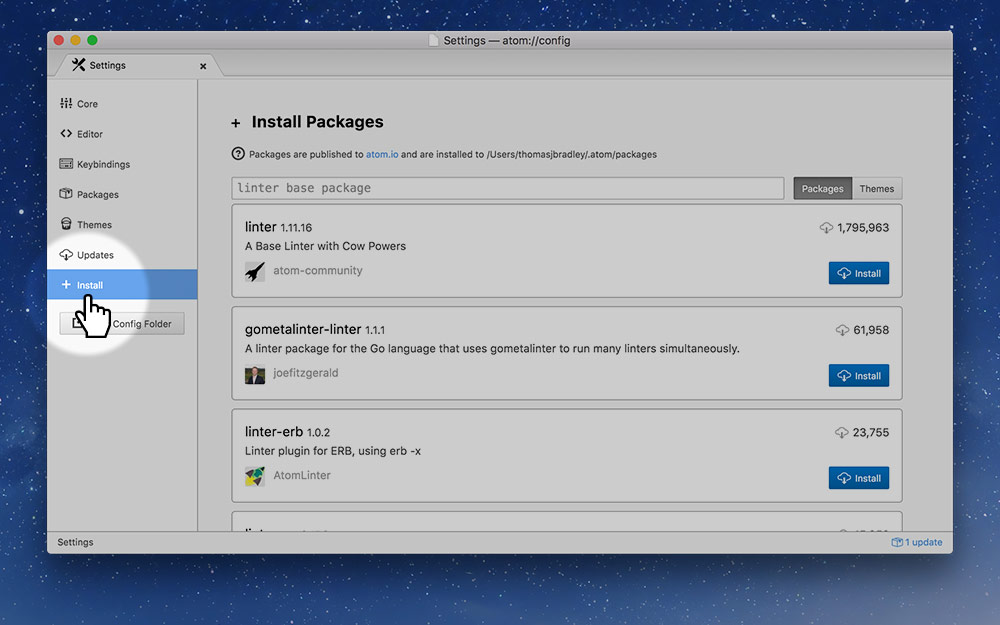 Settings — atom://config
Settings
Core
Editor
Keybindings
Packages
Themes
Updates
Install
Config Folder
Install Packages
Packages are published to atom.io and are installed to /Users/thomasjbradley/.atom/packages
linter base package
Packages Themes
linter 1.11.16 1,795,963
A Base Linter with Cow Powers
atom-community
Install
gometalinter-linter 1.1.1 61,958
A linter package for the Go language that uses gometalinter to run many linters simultaneously.
joefitzgerald
Install
linter-erb 1.0.2 23,755
Linter plugin for ERB, using erb -x
AtomLinter
Install
Settings
1 update